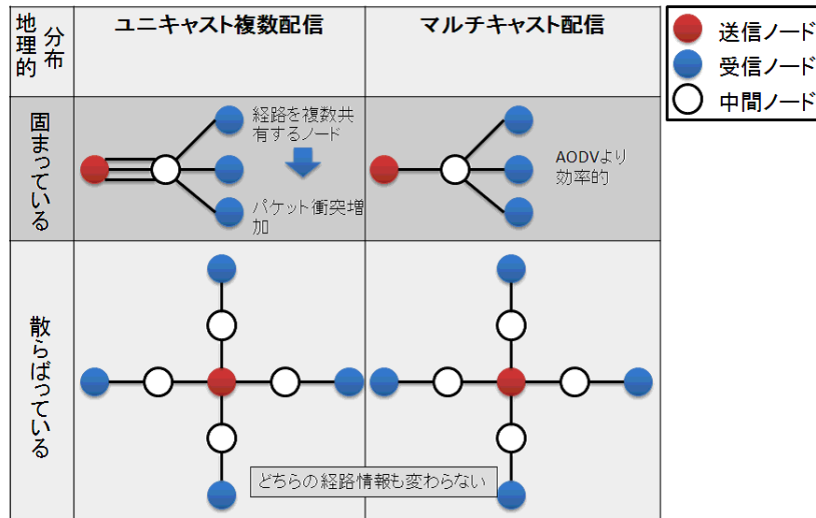 地理的
分布
ユニキャスト複数配信
マルチキャスト配信
送信ノード
受信ノード
中間ノード
固まっている
経路を複数共
有するノード
パケット衝突増
加
AODVより
効率的
散らばっている
どちらの経路情報も変わらない